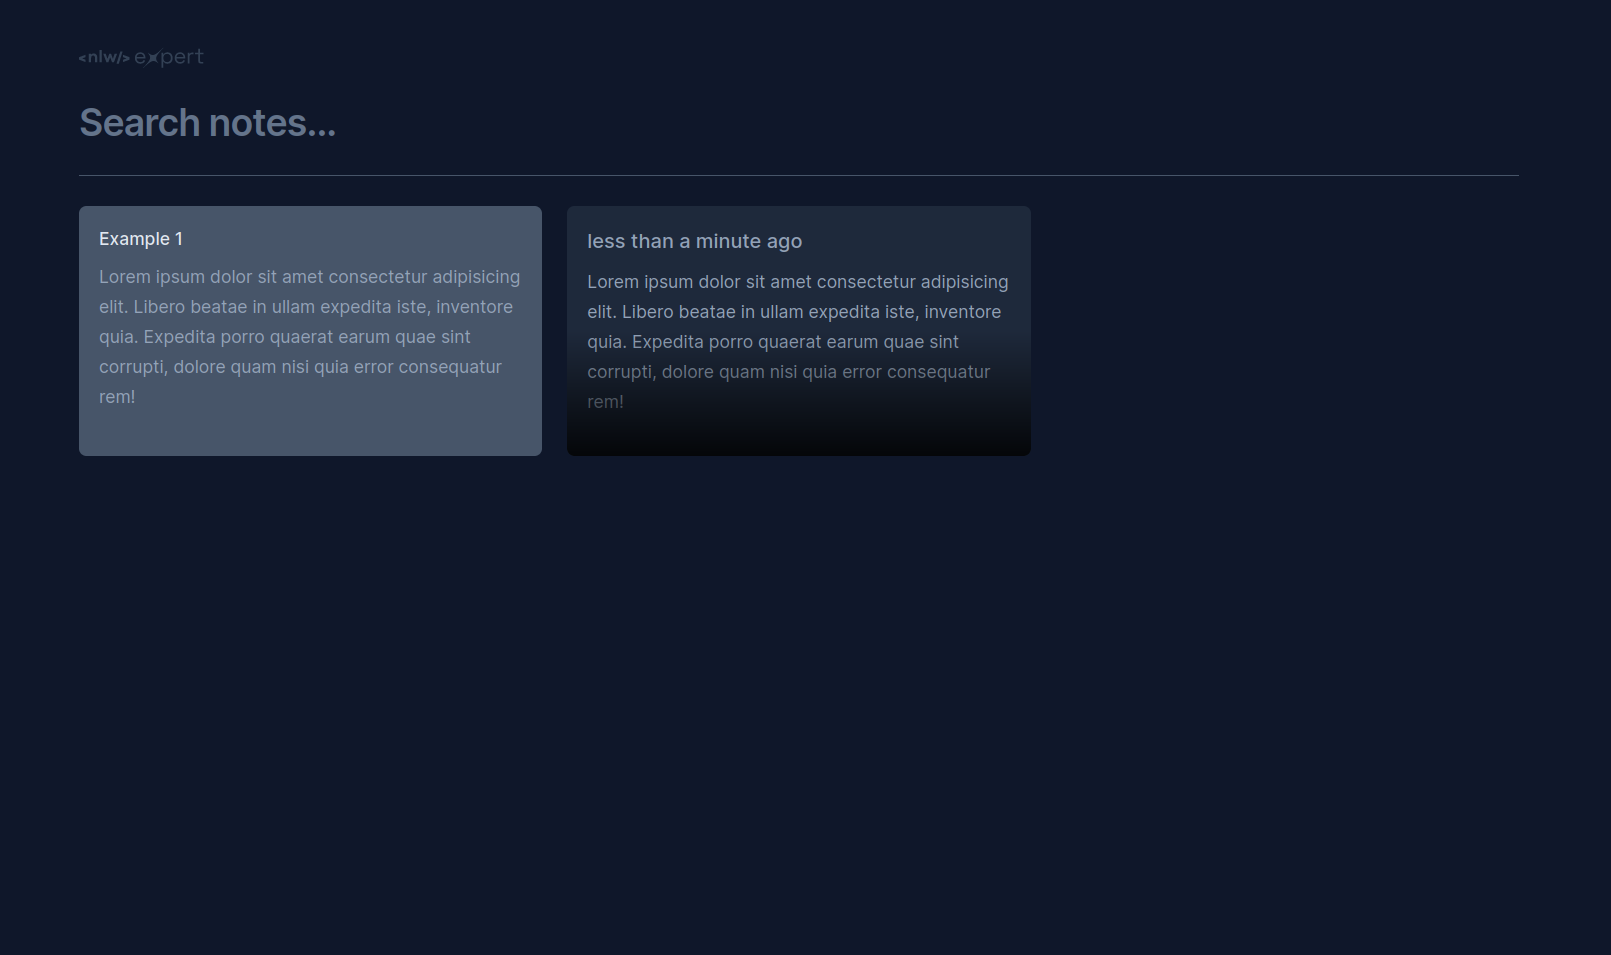 <nlw/> expert
Search notes...
Example 1
Lorem ipsum dolor sit amet consectetur adipisicing
elit. Libero beatae in ullam expedita iste, inventore
quia. Expedita porro quaerat earum quae sint
corrupti, dolore quam nisi quia error consequatur
rem!
less than a minute ago
Lorem ipsum dolor sit amet consectetur adipisicing
elit. Libero beatae in ullam expedita iste, inventore
quia. Expedita porro quaerat earum quae sint
corrupti, dolore quam nisi quia error consequatur
rem!